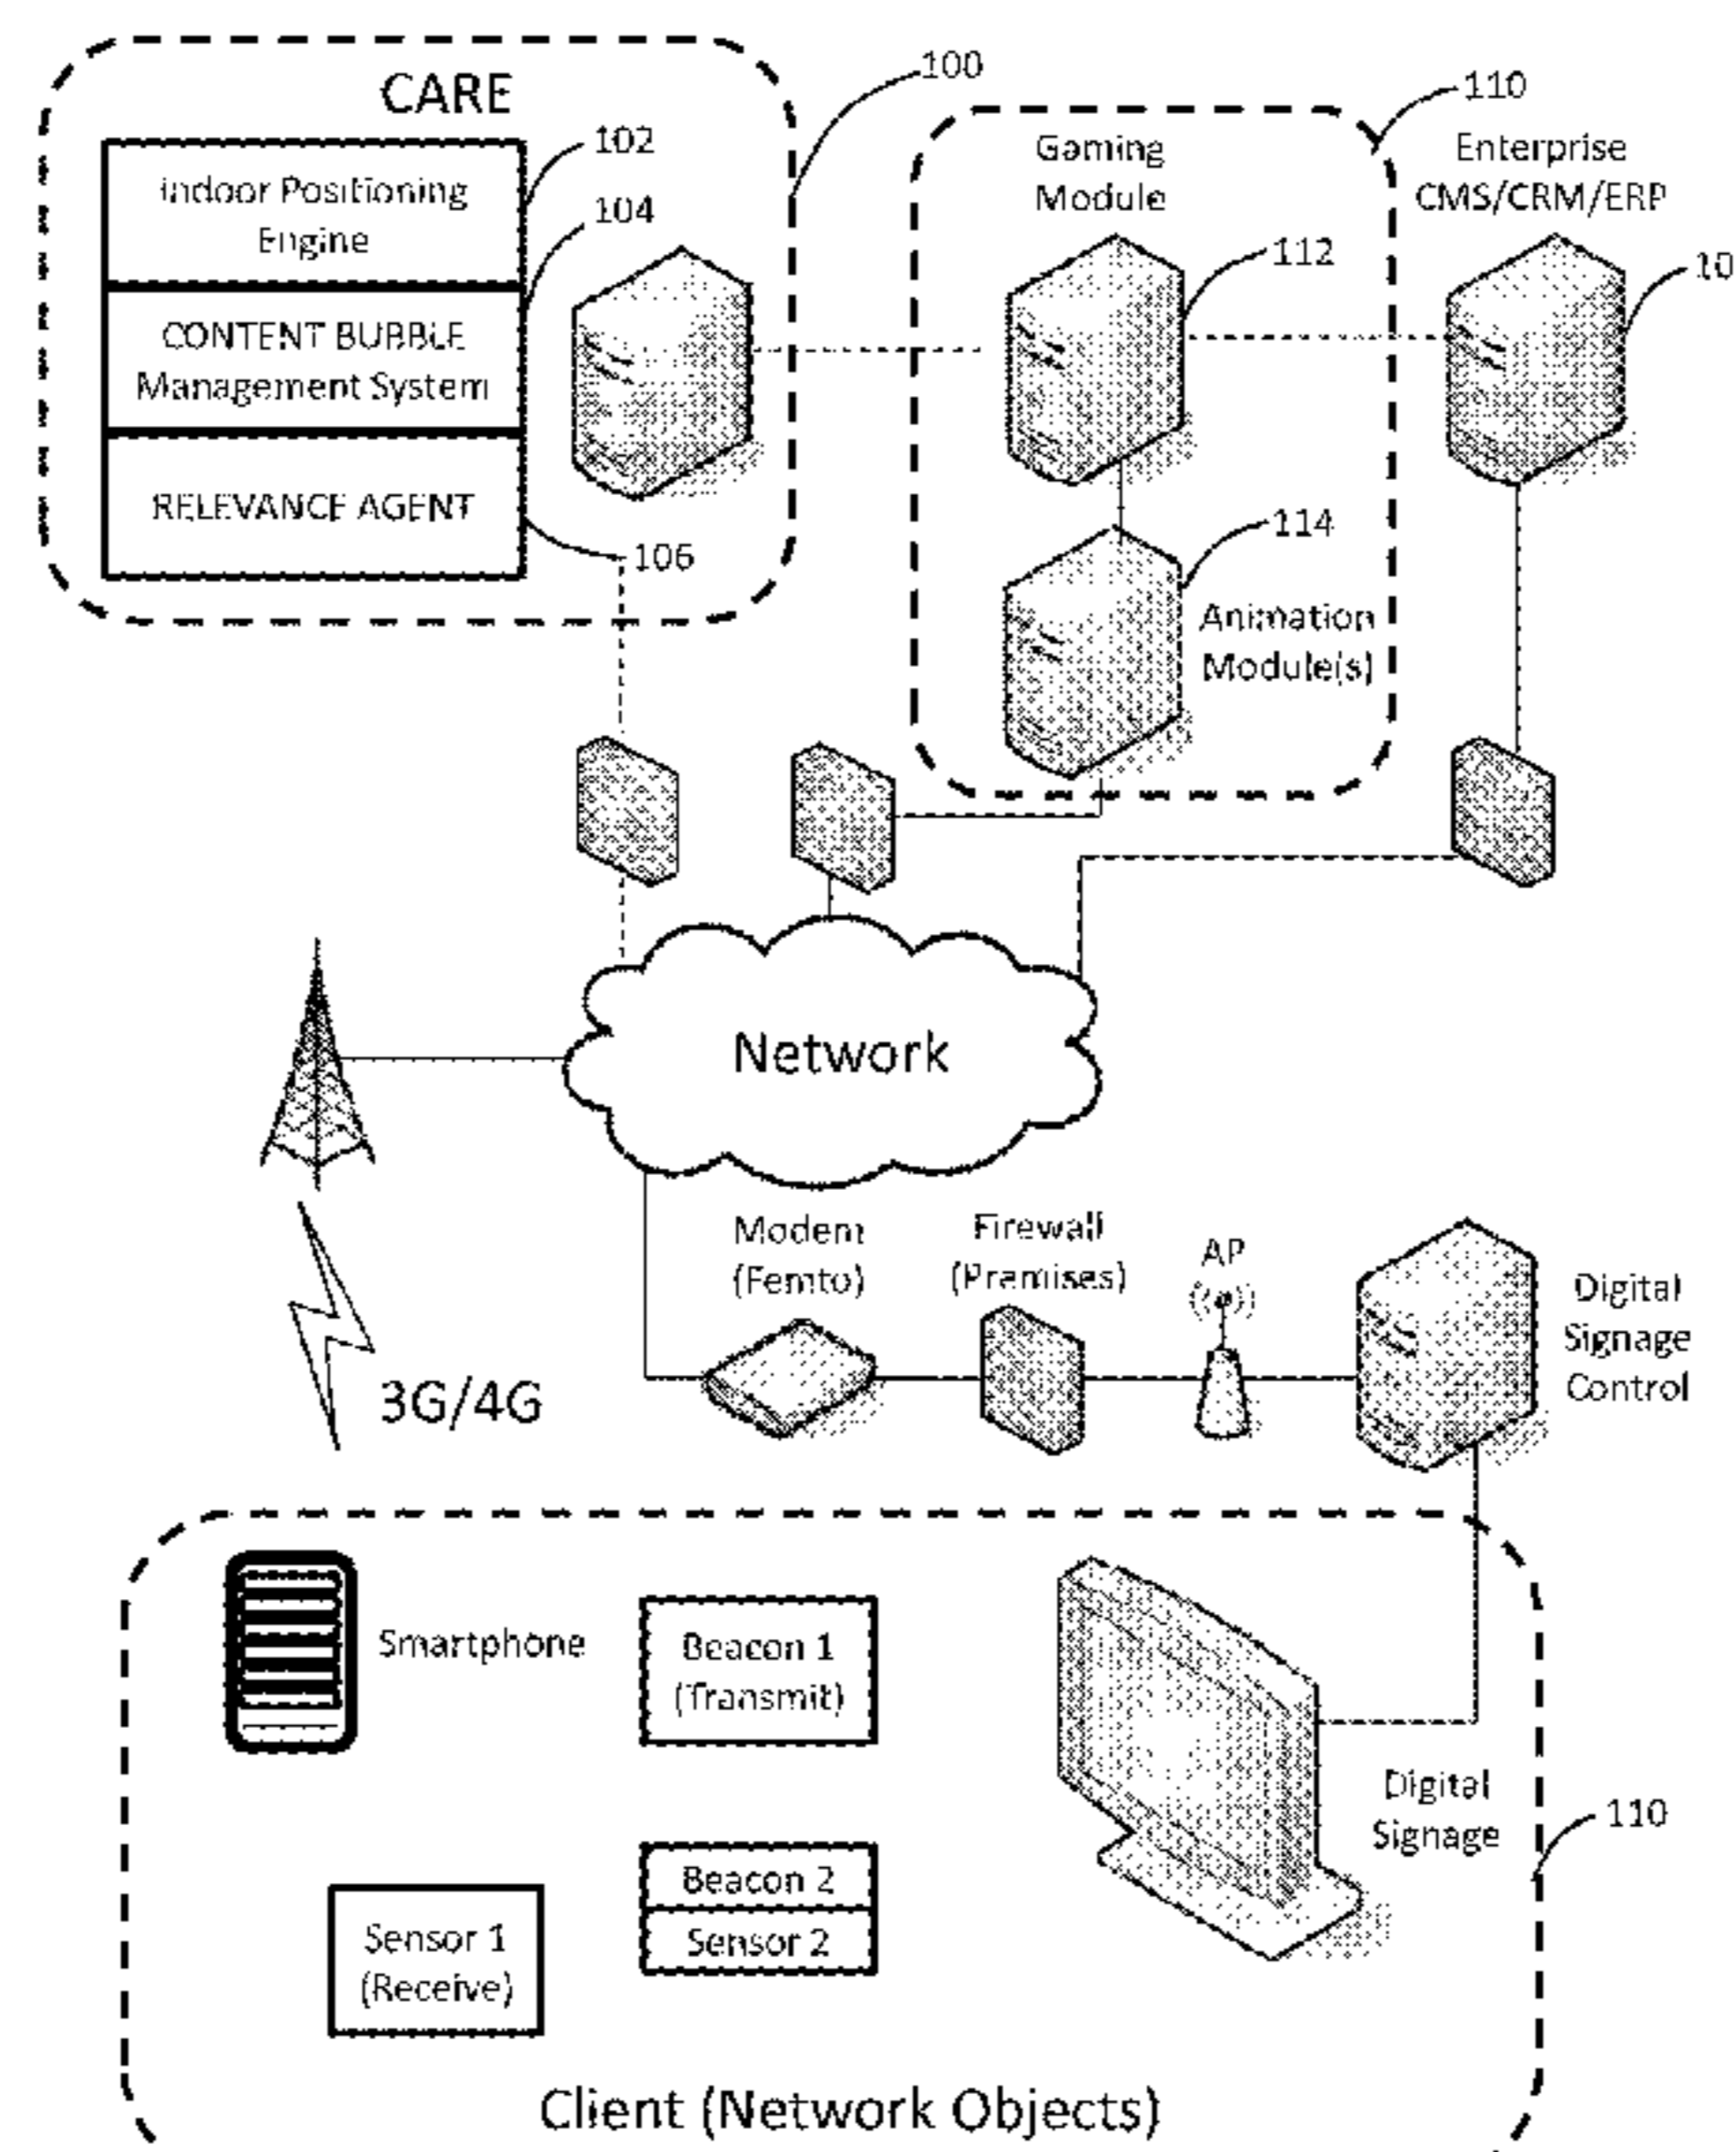 CARE
100
102
Indoor Positioning
Engine
104
CONTENT BUBBLE
Management System
RELEVANCE AGENT
106
110
Gaming
Module
112
Enterprise
CMS/CRM/ERP
10
114
Animation
Module(s)
Network
3G/4G
Modem
(Femto)
Firewall
(Premises)
AP
Digital
Signage
Control
Smartphone
Beacon 1
(Transmit)
Digital
Signage
110
Beacon 2
Sensor 2
Sensor 1
(Receive)
Client (Network Objects)